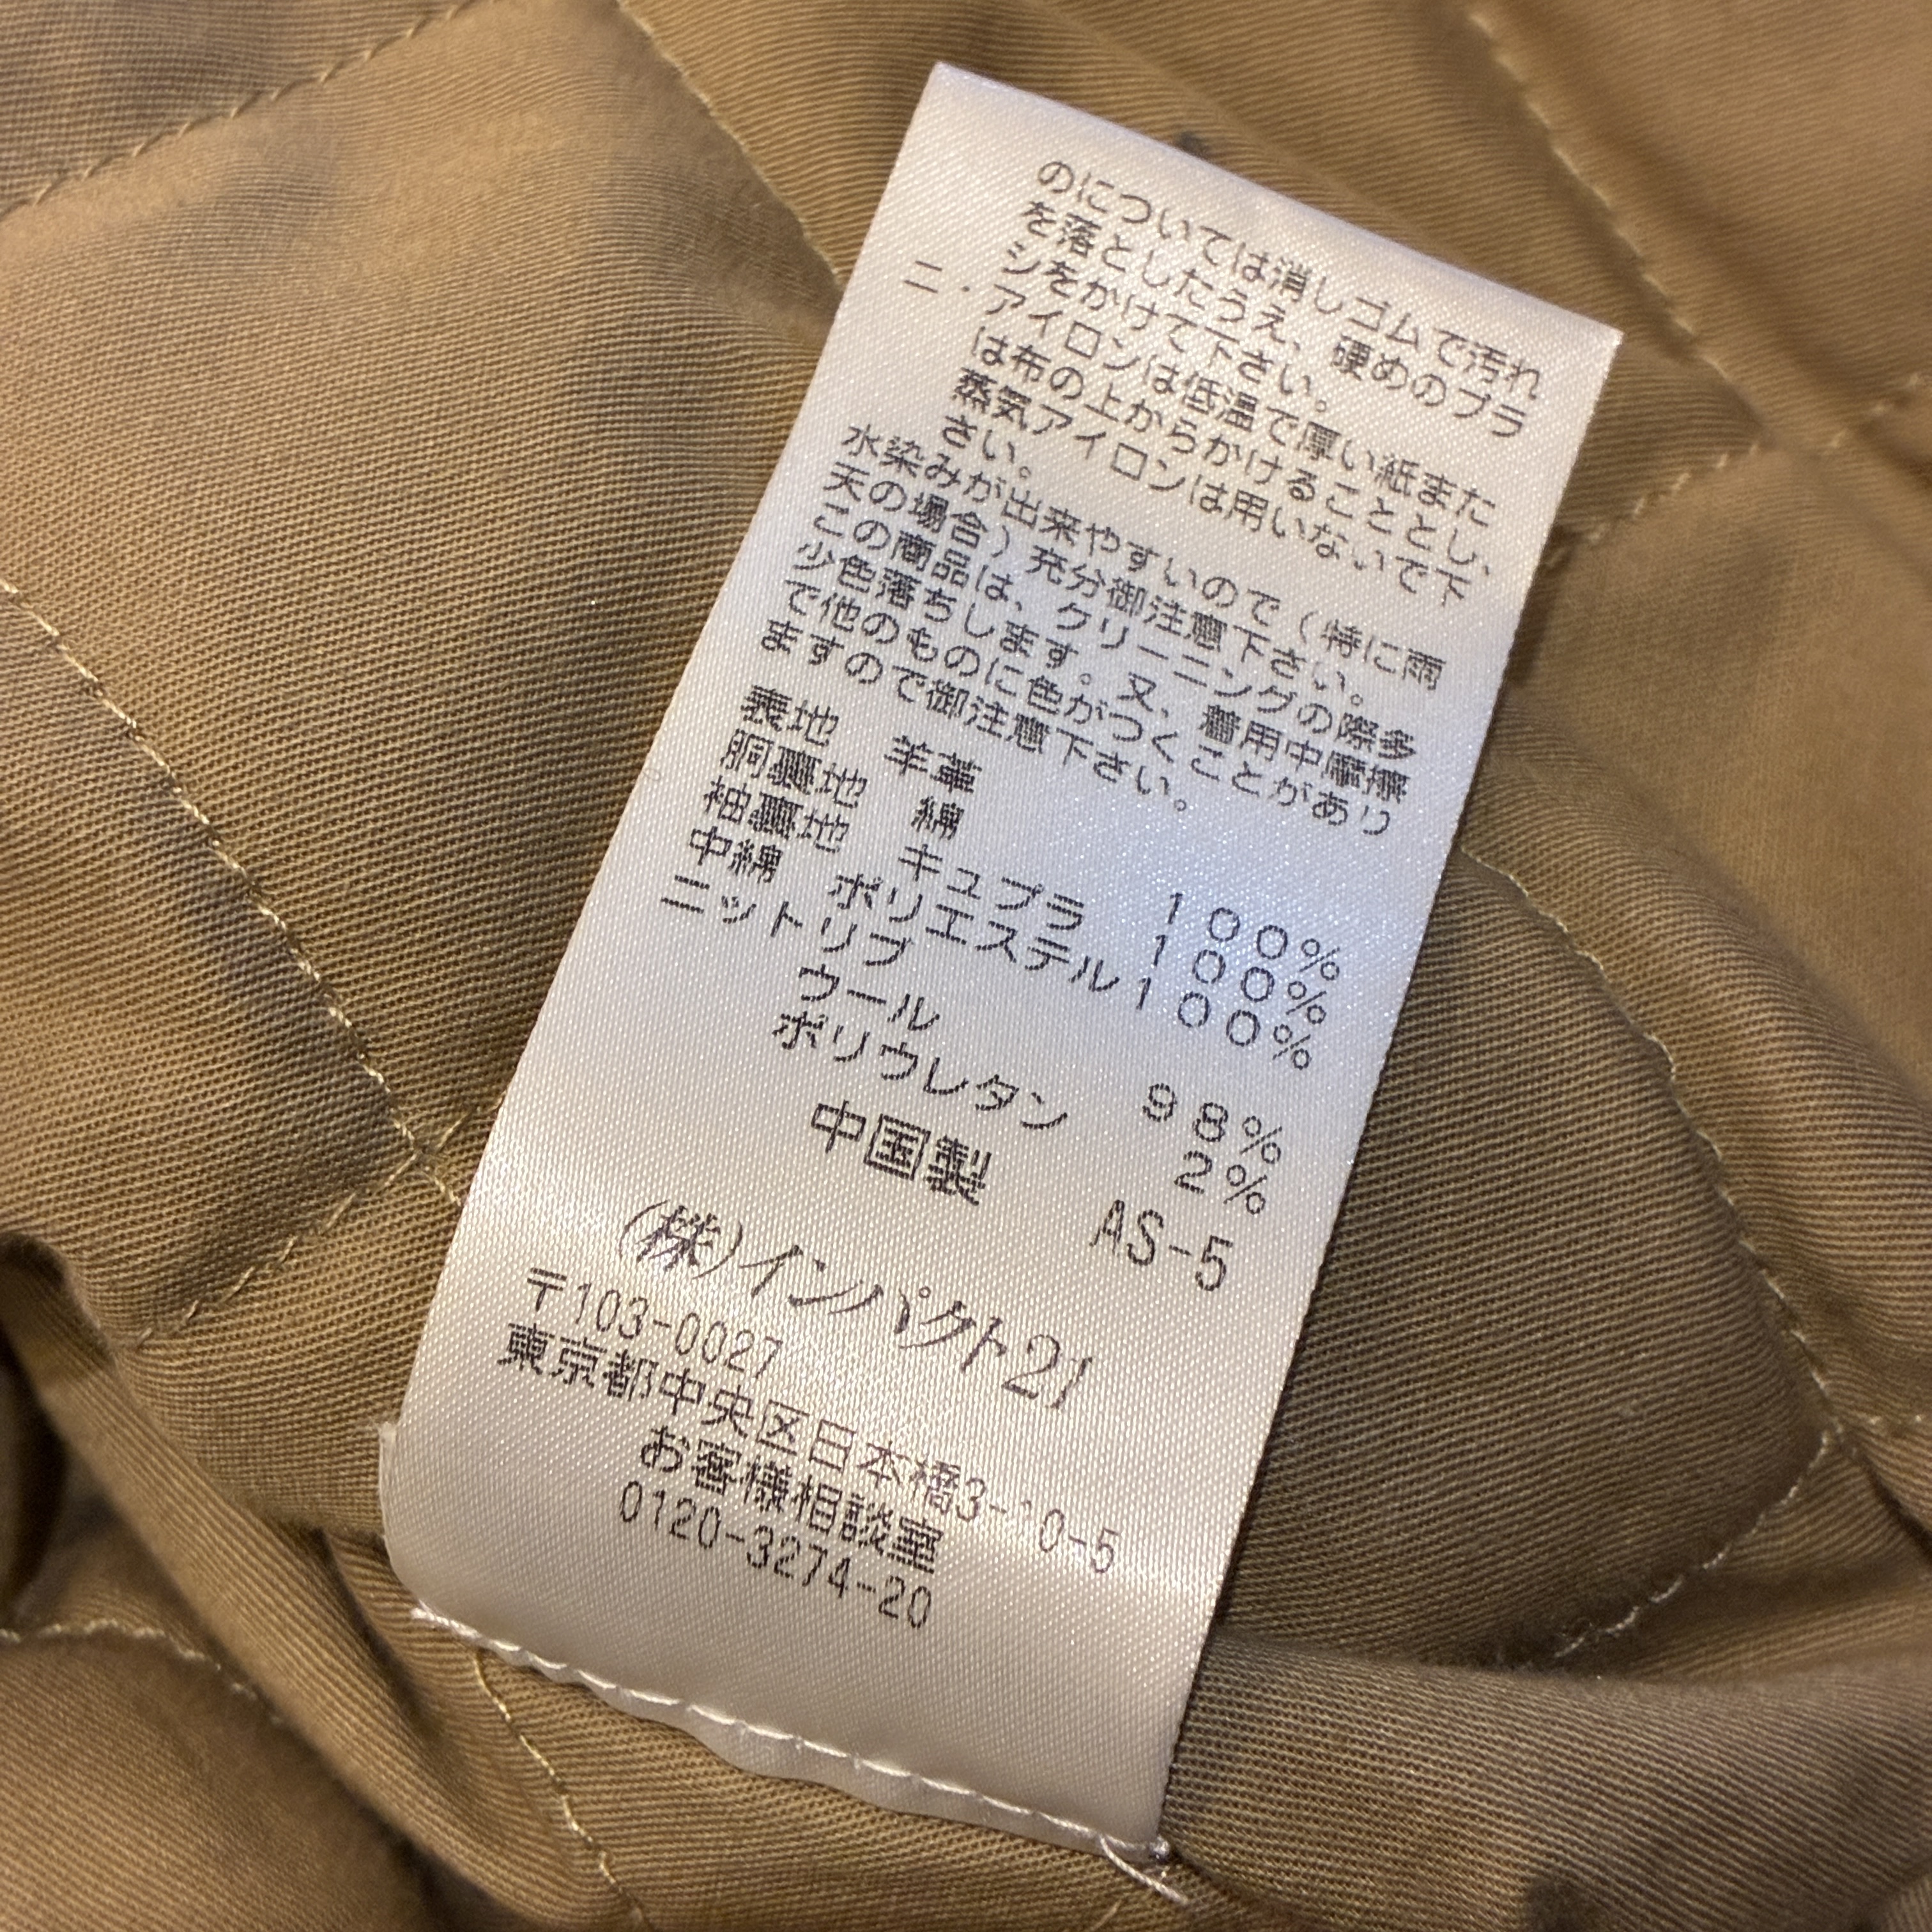 のについては消しゴムで汚れ
を落としたうえ、硬めのブラ
シをかけて下さい。
二．アイロンは低温で厚い紙また
は布の上からかけることとし、
蒸気アイロンは用いないで下
さい。
水染みが出来やすいので（特に雨
天の場合）充分御注意下さい。
この商品は、クリーニングの際多
少色落ちします。又、着用中摩擦
で他のものに色がつくことがあり
ますので御注意下さい。
表地 羊革
胴裏地 綿 100%
袖裏地 キュプラ 100%
中綿 ポリエステル 100%
ニットリブ
ウール 98%
ポリウレタン 2%
中国製 AS-5
(株)インパクト21
〒103-0027
東京都中央区日本橋3-10-5
お客様相談室
0120-3274-20